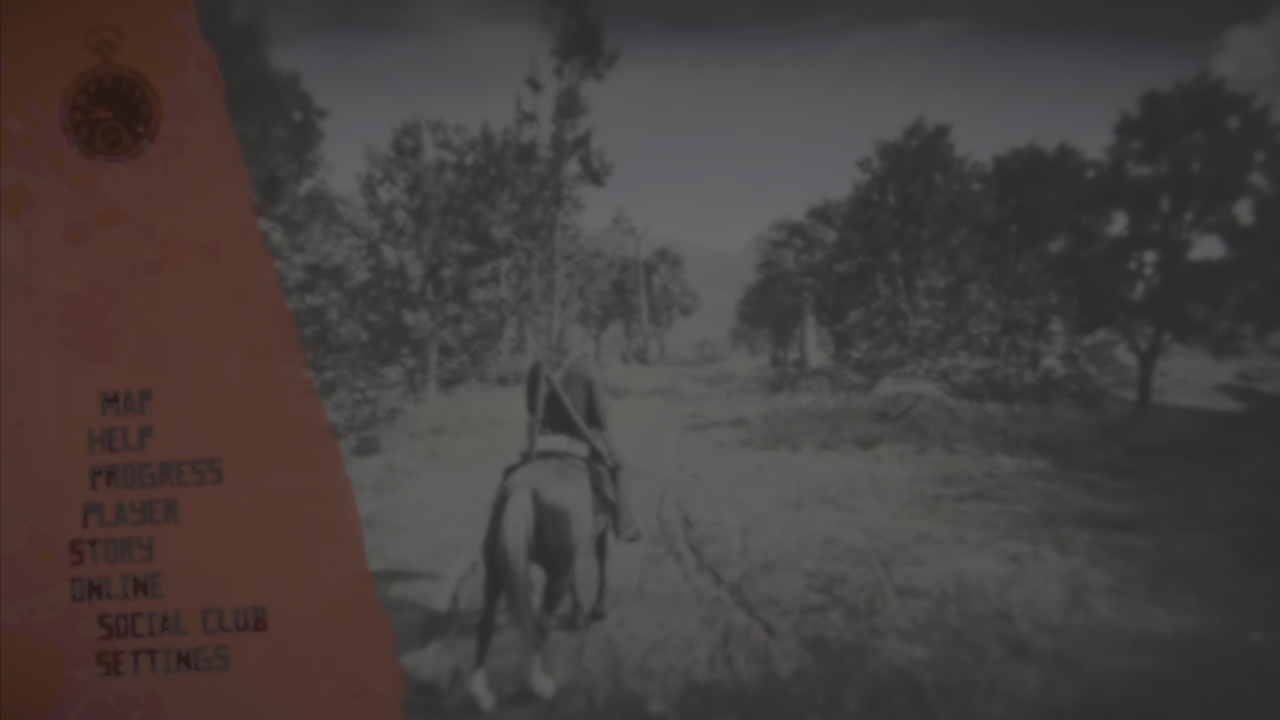 MAP
HELP
PROGRESS
PLAYER
STORY
ONLINE
SOCIAL CLUB
SETTINGS